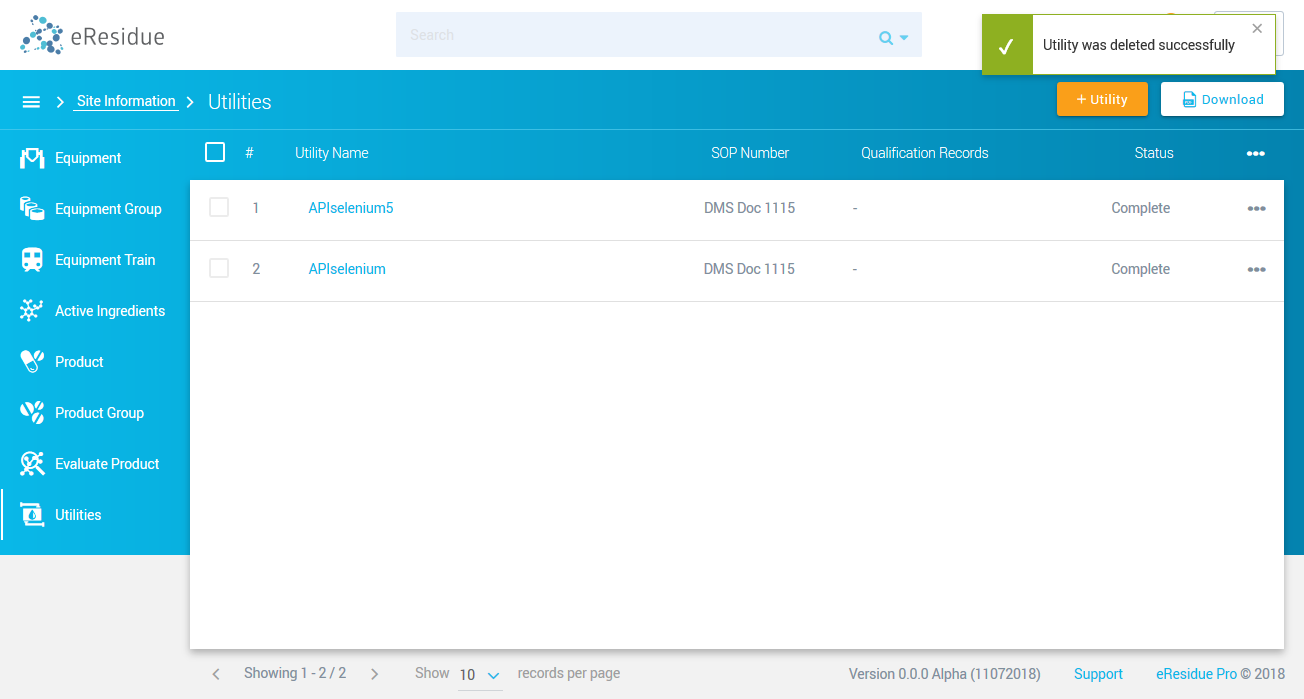 eResidue
Search
Utility was deleted successfully
Site Information
Utilities
+ Utility
Download
Equipment
Equipment Group
Equipment Train
Active Ingredients
Product
Product Group
Evaluate Product
Utilities
# Utility Name SOP Number Qualification Records Status
1 APIselenium5 DMS Doc 1115 - Complete
2 APIselenium DMS Doc 1115 - Complete
Showing 1 - 2 / 2
Show 10 records per page
Version 0.0.0 Alpha (11072018)
Support
eResidue Pro © 2018